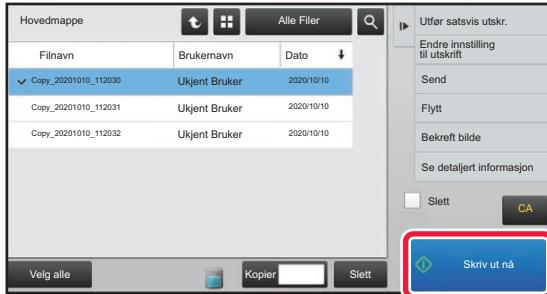 Hovedmappe
Alle Filer
Filnavn Brukernavn Dato
Copy_20201010_112030 Ukjent Bruker 2020/10/10
Copy_20201010_112031 Ukjent Bruker 2020/10/10
Copy_20201010_112032 Ukjent Bruker 2020/10/10
Velg alle
Kopier
Slett
Utfør satsvis utskr.
Endre innstilling
til utskrift
Send
Flytt
Bekreft bilde
Se detaljert informasjon
Slett
CA
Skriv ut nå